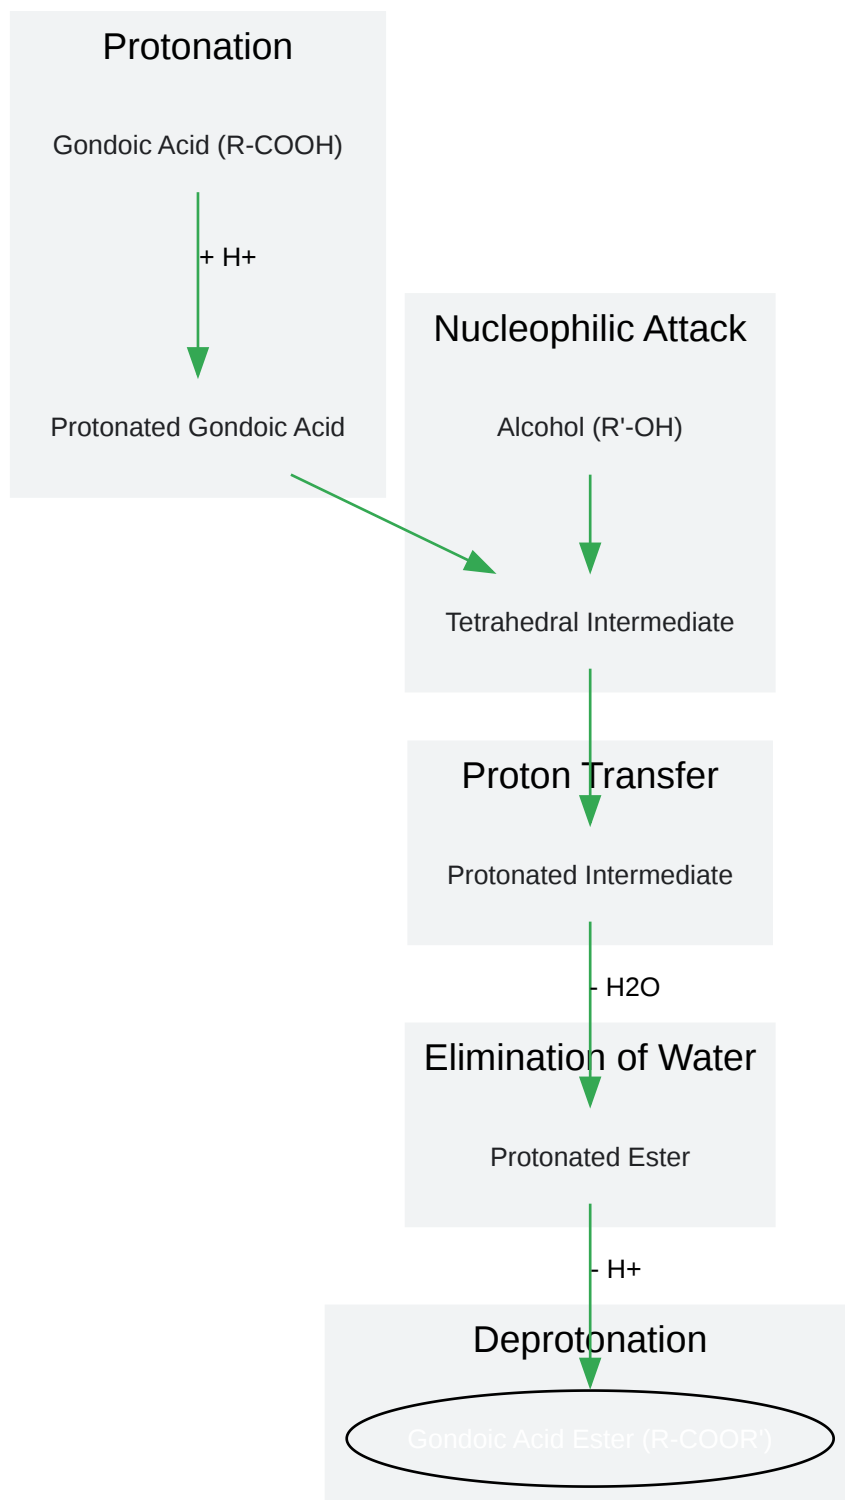 Protonation
Gondoic Acid (R-COOH)
+ H+
Protonated Gondoic Acid
Nucleophilic Attack
Alcohol (R'-OH)
Tetrahedral Intermediate
Proton Transfer
Protonated Intermediate
- H2O
Elimination of Water
Protonated Ester
- H+
Deprotonation
Gondoic Acid Ester (R-COOR')